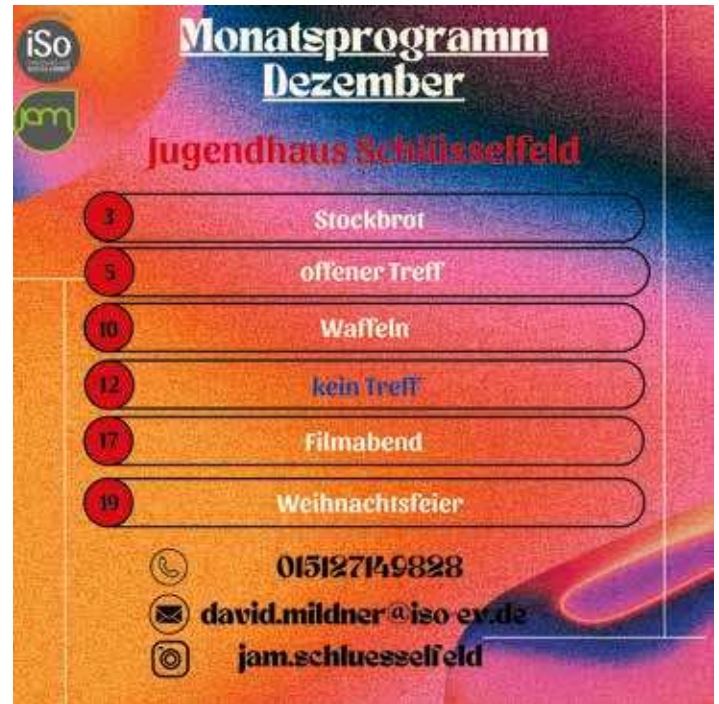 iSo
Monatsprogramm
Dezember
jam
Jugendhaus Schlüsselfeld
3 Stockbrot
5 offener Treff
10 Waffeln
12 kein Treff
17 Filmabend
19 Weihnachtsfeier
015127149828
david.mildner@iso-ev.de
jam.schluesselfeld